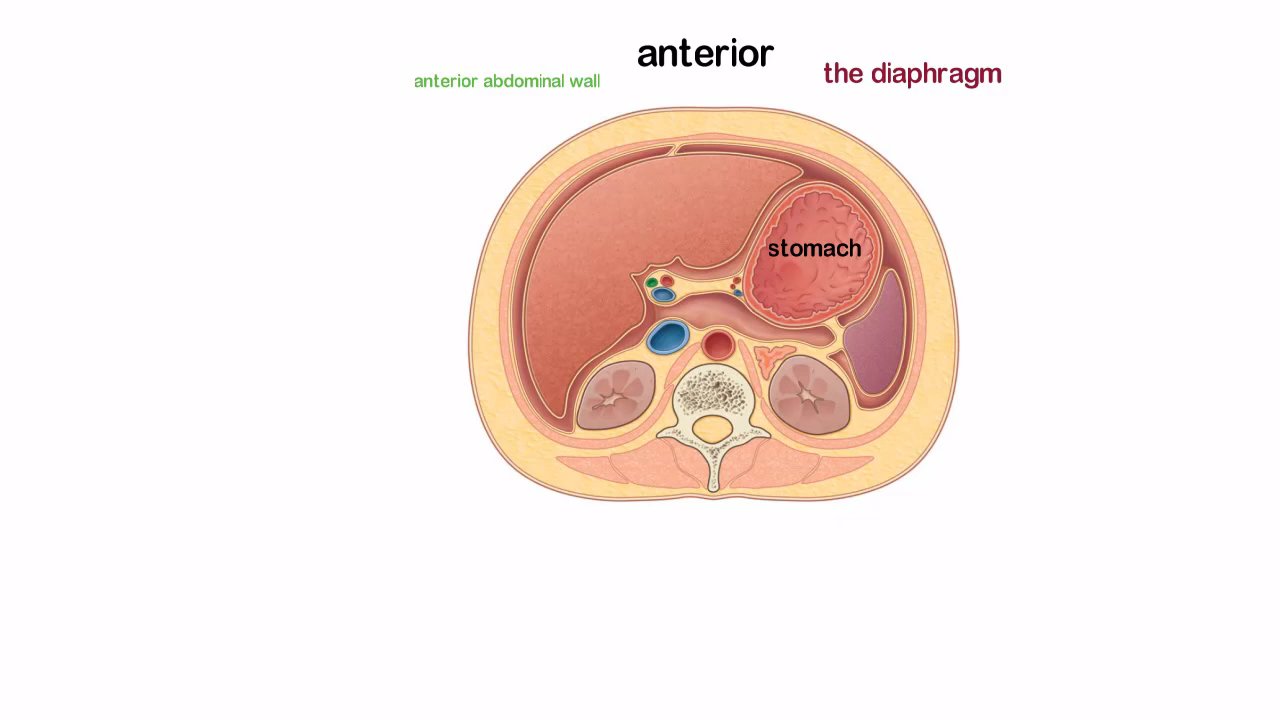 anterior
anterior abdominal wall
the diaphragm
stomach